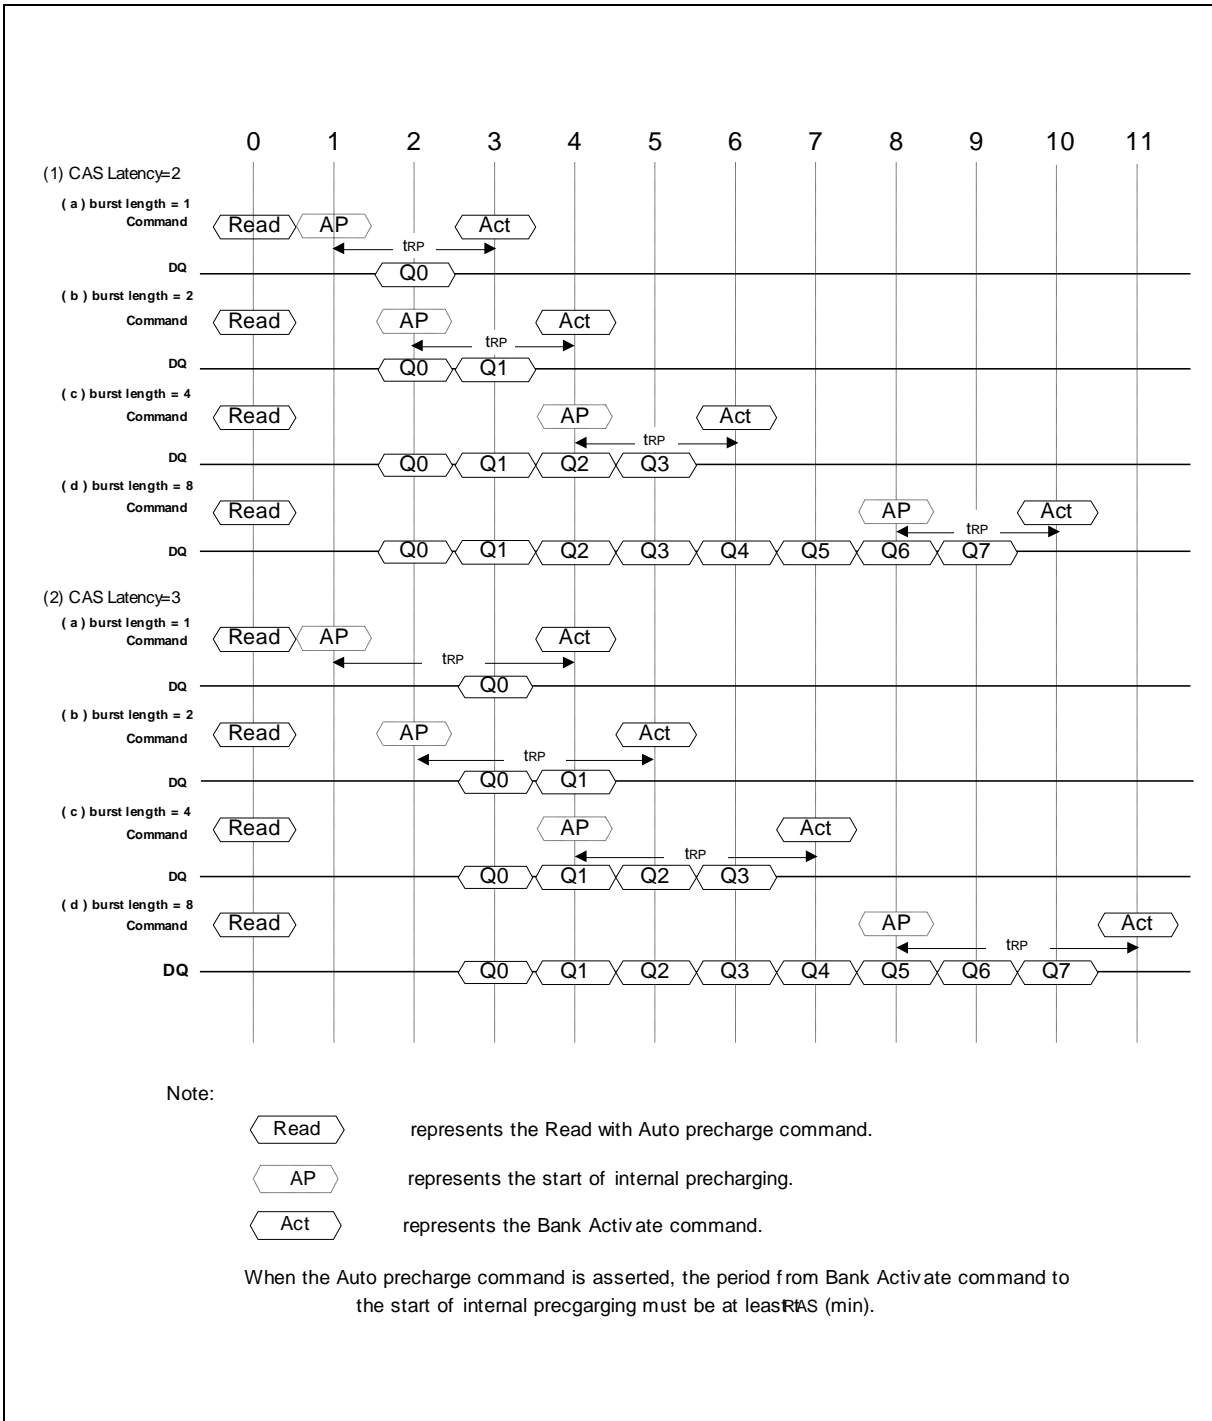 0 1 2 3 4 5 6 7 8 9 10 11
(1) CAS Latency=2
( a ) burst length = 1
Command Read AP Act
tRP
DQ Q0
( b ) burst length = 2
Command Read AP Act
tRP
DQ Q0 Q1
( c ) burst length = 4
Command Read AP Act
tRP
DQ Q0 Q1 Q2 Q3
( d ) burst length = 8
Command Read AP Act
tRP
DQ Q0 Q1 Q2 Q3 Q4 Q5 Q6 Q7
(2) CAS Latency=3
( a ) burst length = 1
Command Read AP Act
tRP
DQ Q0
( b ) burst length = 2
Command Read AP Act
tRP
DQ Q0 Q1
( c ) burst length = 4
Command Read AP Act
tRP
DQ Q0 Q1 Q2 Q3
( d ) burst length = 8
Command Read AP Act
tRP
DQ Q0 Q1 Q2 Q3 Q4 Q5 Q6 Q7
Note:
Read represents the Read with Auto precharge command.
AP represents the start of internal precharging.
Act represents the Bank Activate command.
When the Auto precharge command is asserted, the period from Bank Activate command to
the start of internal precgarging must be at least tRAS (min).